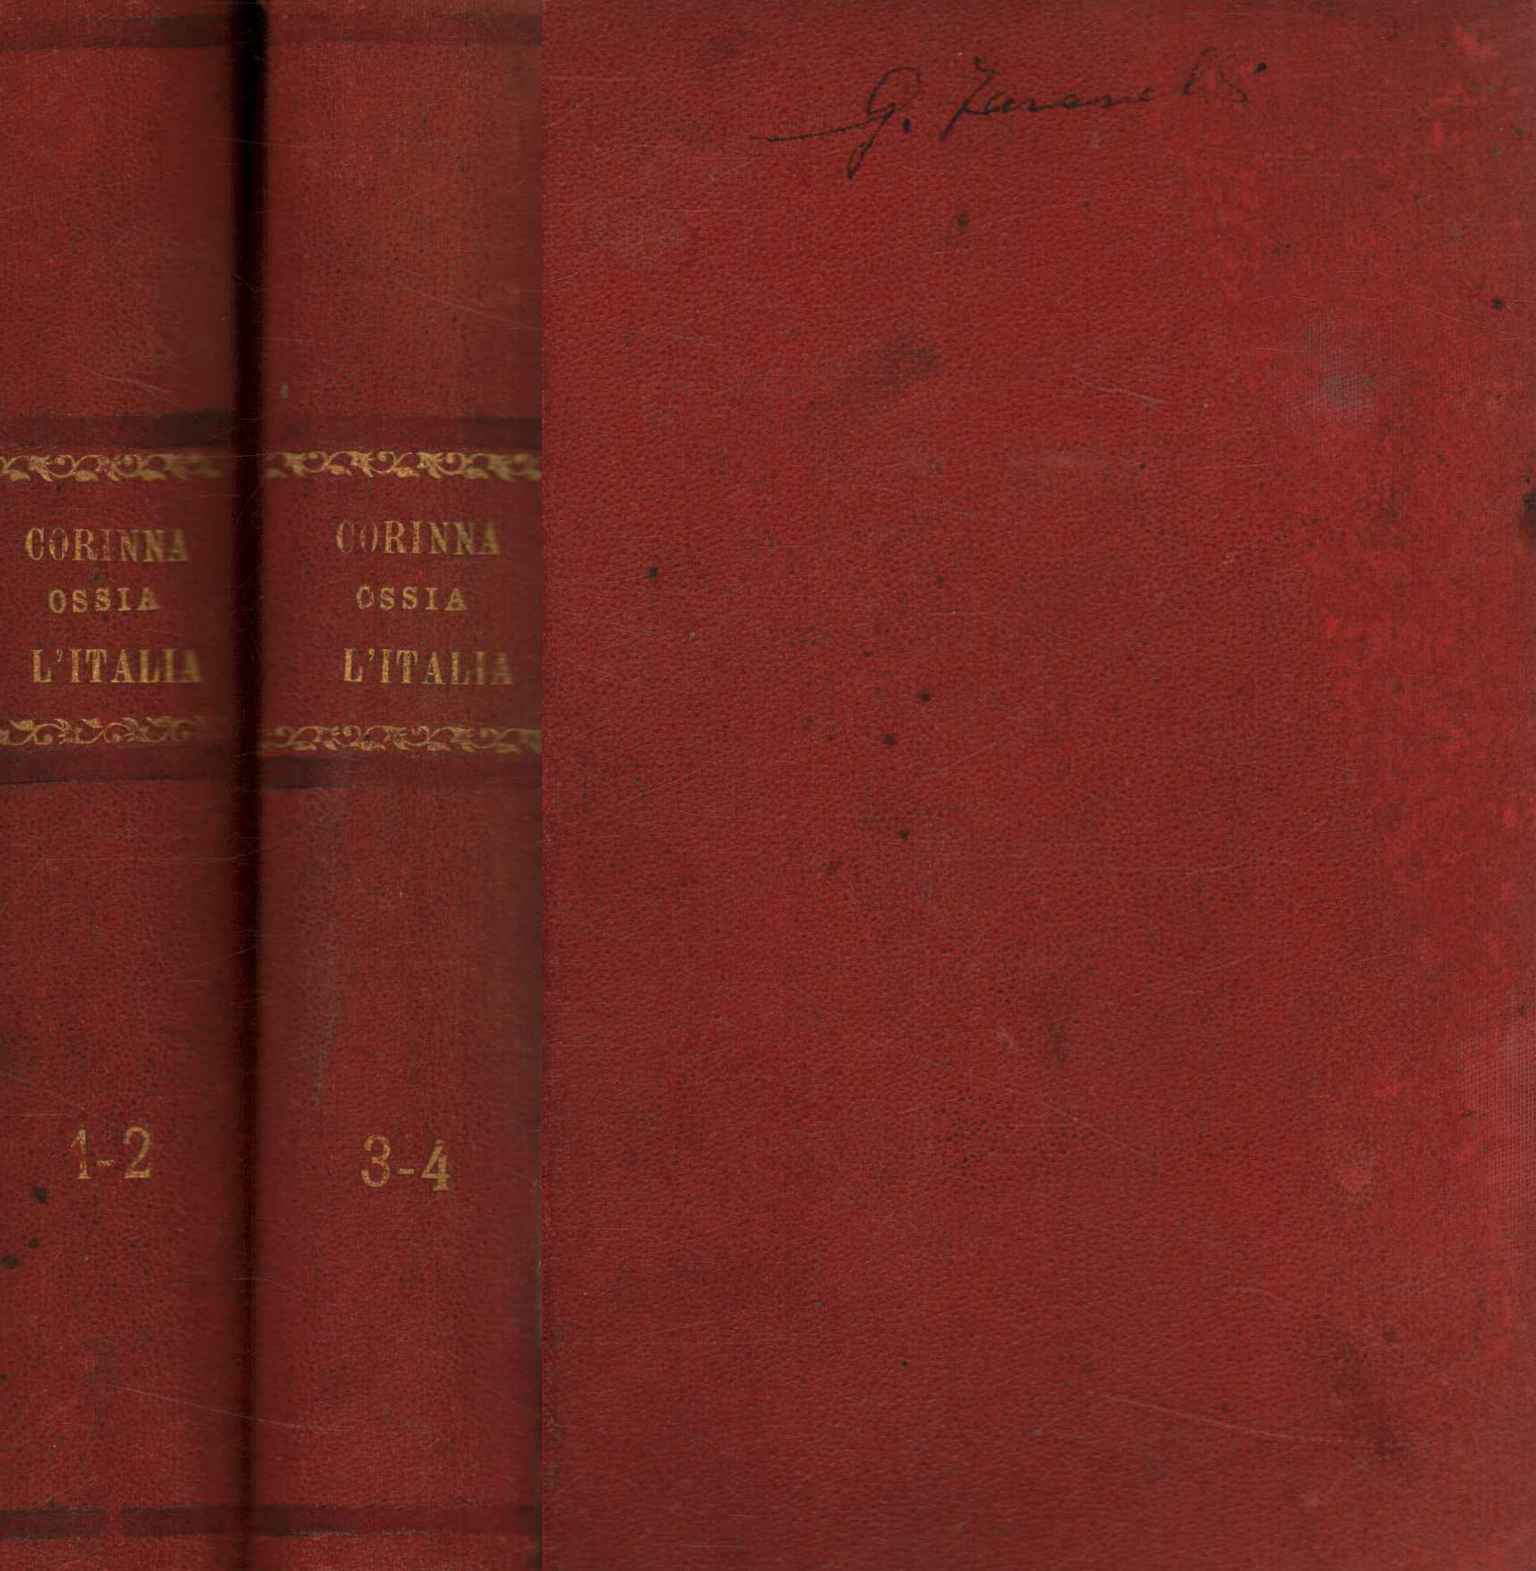 CORINNA
OSSIA
L'ITALIA
1-2
CORINNA
OSSIA
L'ITALIA
3-4
G.